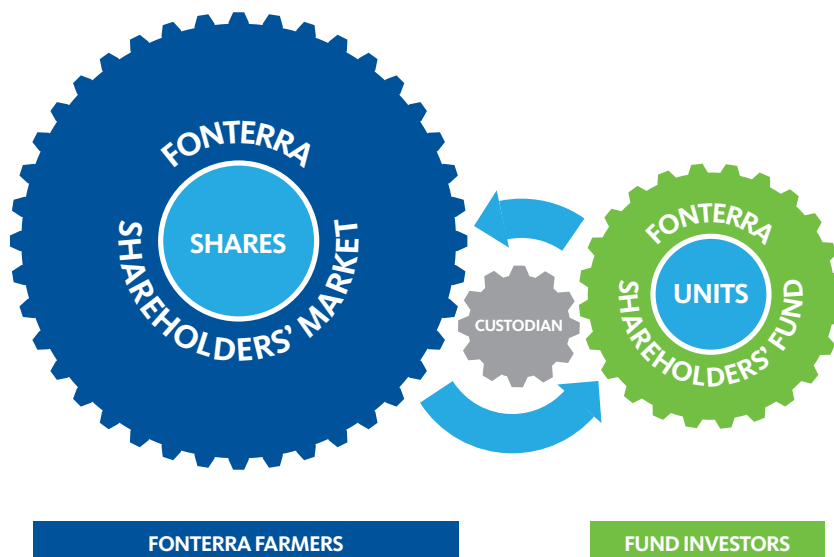 FONTERRA
SHARES
SHAREHOLDERS' MARKET
CUSTODIAN
FONTERRA
UNITS
SHAREHOLDERS' FUND
FONTERRA FARMERS
FUND INVESTORS